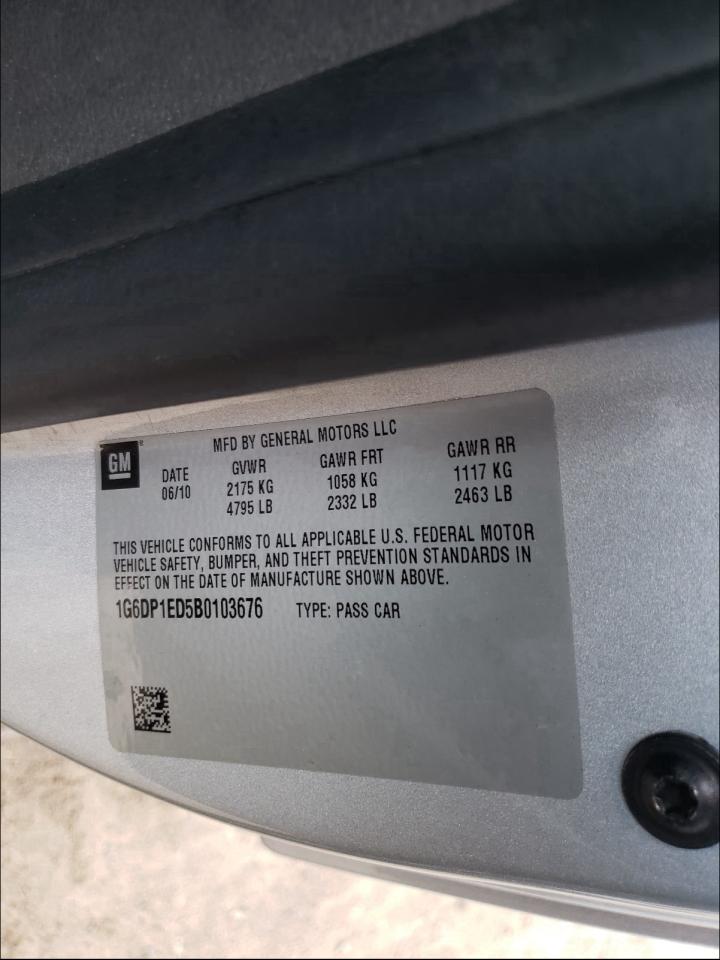 GM
MFD BY GENERAL MOTORS LLC
DATE GVWR GAWR FRT GAWR RR
06/10 2175 KG 1058 KG 1117 KG
4795 LB 2332 LB 2463 LB
THIS VEHICLE CONFORMS TO ALL APPLICABLE U.S. FEDERAL MOTOR
VEHICLE SAFETY, BUMPER, AND THEFT PREVENTION STANDARDS IN
EFFECT ON THE DATE OF MANUFACTURE SHOWN ABOVE.
1G6DP1ED5B0103676 TYPE: PASS CAR